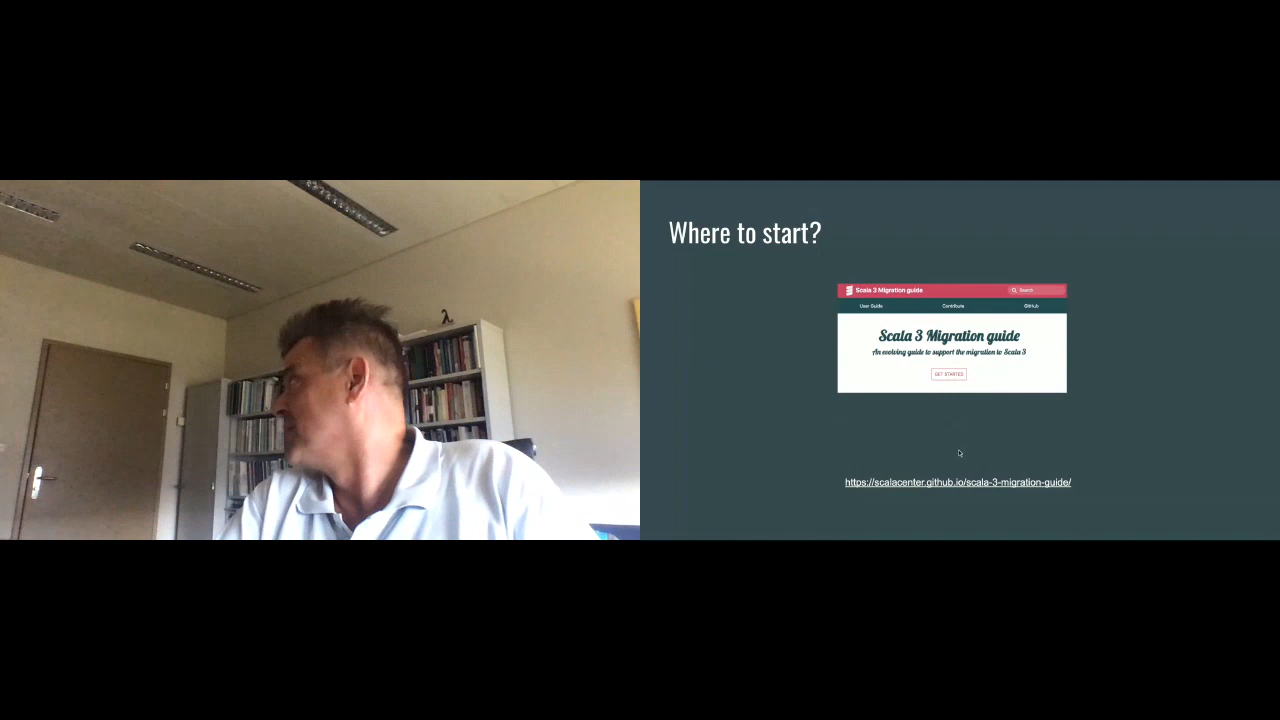 λ
Where to start?
Scala 3 Migration guide
Search
User Guide
Contribute
GitHub
Scala 3 Migration guide
An evolving guide to support the migration to Scala 3
GET STARTED
https://scalacenter.github.io/scala-3-migration-guide/